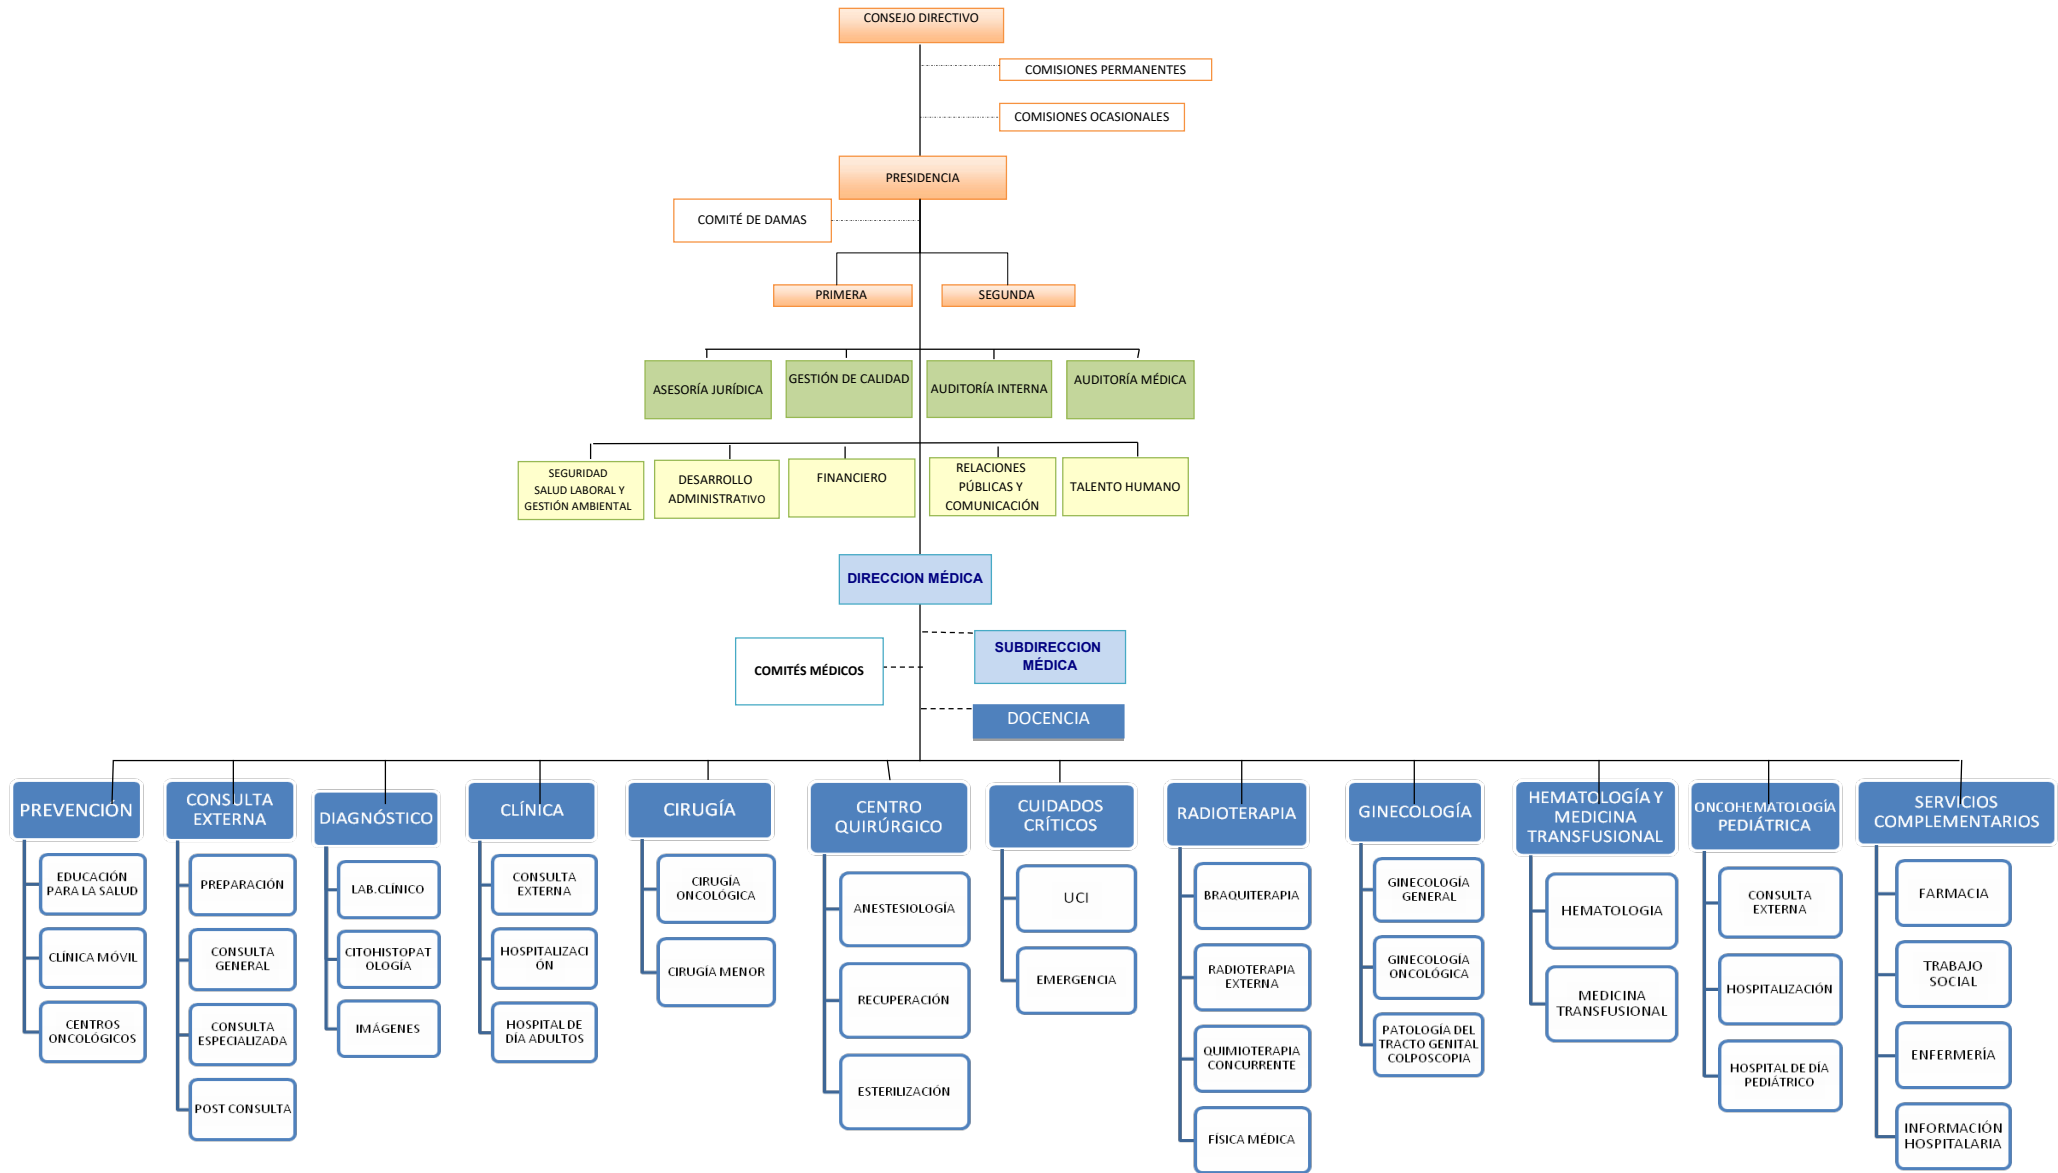 CONSEJO DIRECTIVO
COMISIONES PERMANENTES
COMISIONES OCASIONALES
PRESIDENCIA
COMITÉ DE DAMAS
PRIMERA
SEGUNDA
ASESORÍA JURÍDICA
GESTIÓN DE CALIDAD
AUDITORÍA INTERNA
AUDITORÍA MÉDICA
SEGURIDAD
SALUD LABORAL Y
GESTIÓN AMBIENTAL
DESARROLLO
ADMINISTRATIVO
FINANCIERO
RELACIONES
PÚBLICAS Y
COMUNICACIÓN
TALENTO HUMANO
DIRECCION MÉDICA
SUBDIRECCION
MÉDICA
COMITÉS MÉDICOS
DOCENCIA
PREVENCIÓN
EDUCACIÓN
PARA LA SALUD
CLÍNICA MÓVIL
CENTROS
ONCOLÓGICOS
CONSULTA
EXTERNA
PREPARACIÓN
CONSULTA
GENERAL
CONSULTA
ESPECIALIZADA
POST CONSULTA
DIAGNÓSTICO
LAB.CLÍNICO
CITOHISTOPAT
OLOGÍA
IMÁGENES
CLÍNICA
CONSULTA
EXTERNA
HOSPITALIZACI
ÓN
HOSPITAL DE
DÍA ADULTOS
CIRUGÍA
CIRUGÍA
ONCOLÓGICA
CIRUGÍA MENOR
CENTRO
QUIRÚRGICO
ANESTESIOLOGÍA
RECUPERACIÓN
ESTERILIZACIÓN
CUIDADOS
CRÍTICOS
UCI
EMERGENCIA
RADIOTERAPIA
BRAQUITERAPIA
RADIOTERAPIA
EXTERNA
QUIMIOTERAPIA
CONCURRENTE
FÍSICA MÉDICA
GINECOLOGÍA
GINECOLOGÍA
GENERAL
GINECOLOGÍA
ONCOLÓGICA
PATOLOGÍA DEL
TRACTO GENITAL
COLPOSCOPIA
HEMATOLOGÍA Y
MEDICINA
TRANSFUSIONAL
HEMATOLOGIA
MEDICINA
TRANSFUSIONAL
ONCOHEMATOLOGÍA
PEDIÁTRICA
CONSULTA
EXTERNA
HOSPITALIZACIÓN
HOSPITAL DE DÍA
PEDIÁTRICO
SERVICIOS
COMPLEMENTARIOS
FARMACIA
TRABAJO
SOCIAL
ENFERMERÍA
INFORMACIÓN
HOSPITALARIA